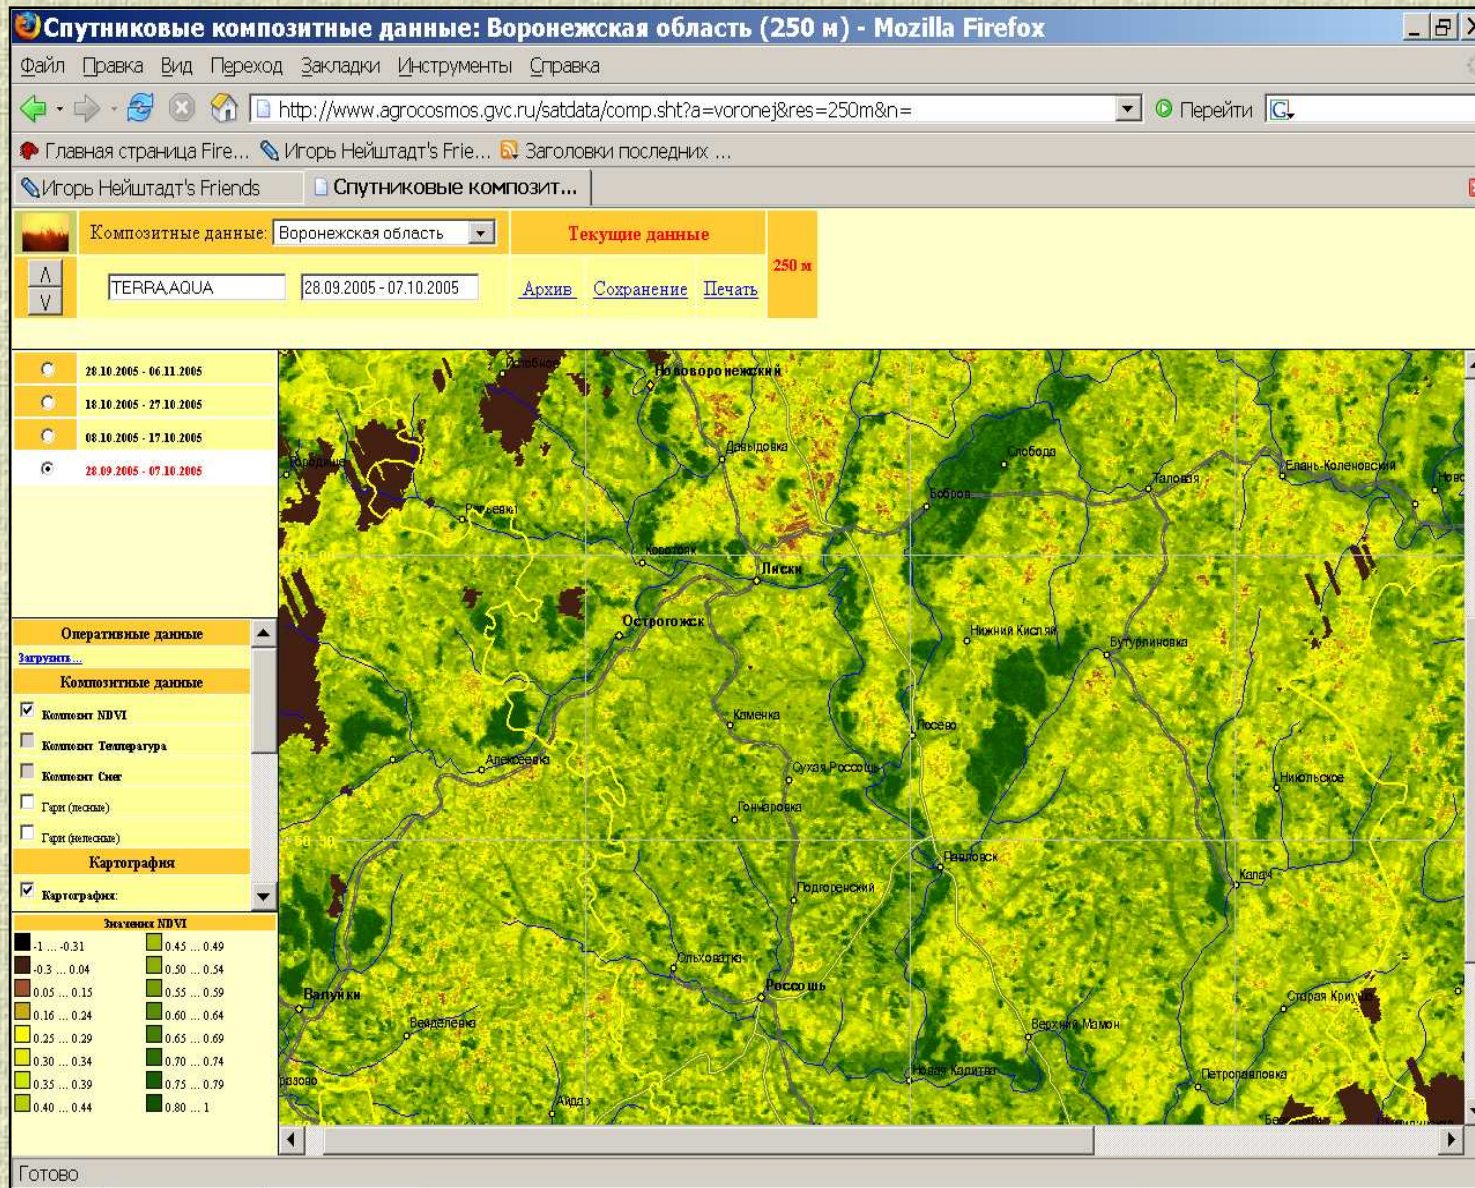 Спутниковые композитные данные: Воронежская область (250 м) - Mozilla Firefox
Файл Правка Вид Переход Закладки Инструменты Справка
http://www.agrocosmos.gvc.ru/satdata/comp.sht?a=voronej&res=250m&n=
Перейти
Главная страница Fire... Игорь Нейштадт's Frie... Заголовки последних ...
Игорь Нейштадт's Friends
Спутниковые композит...
Композитные данные: Воронежская область
Текущие данные
250 м
TERRA,AQUA
28.09.2005 - 07.10.2005
Архив Сохранение Печать
28.10.2005 - 06.11.2005
18.10.2005 - 27.10.2005
08.10.2005 - 17.10.2005
28.09.2005 - 07.10.2005
Оперативные данные
Загрузить...
Композитные данные
Композит NDVI
Композит Температура
Композит Снег
Гари (лесные)
Гари (нелесные)
Картография
Картография:
Значения NDVI
-1 ... -0.31
0.45 ... 0.49
-0.3 ... 0.04
0.50 ... 0.54
0.05 ... 0.15
0.55 ... 0.59
0.16 ... 0.24
0.60 ... 0.64
0.25 ... 0.29
0.65 ... 0.69
0.30 ... 0.34
0.70 ... 0.74
0.35 ... 0.39
0.75 ... 0.79
0.40 ... 0.44
0.80 ... 1
Нововоронежский
Давыдовка
Слобода
Таловая
Елань-Коленовский
Городище
Бобров
Коротояк
Лиски
Острогожск
Нижний Кисляй
Бутурлиновка
Каменка
Лосево
Алексеевка
Сухая Россошь
Никольское
Гончаровка
Павловск
Калач
Подгоренский
Ольховатка
Россошь
Валуйки
Вейделевка
Верхний Мамон
Старая Криуша
Новая Калитва
Петропавловка
Айдар
Готово